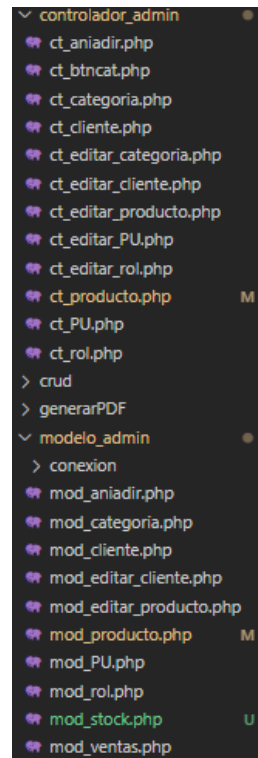 controlador_admin
ct_aniadir.php
ct_btncat.php
ct_categoria.php
ct_cliente.php
ct_editar_categoria.php
ct_editar_cliente.php
ct_editar_producto.php
ct_editar_PU.php
ct_editar_rol.php
ct_producto.php M
ct_PU.php
ct_rol.php
crud
generarPDF
modelo_admin
conexion
mod_aniadir.php
mod_categoria.php
mod_cliente.php
mod_editar_cliente.php
mod_editar_producto.php
mod_producto.php M
mod_PU.php
mod_rol.php
mod_stock.php U
mod_ventas.php